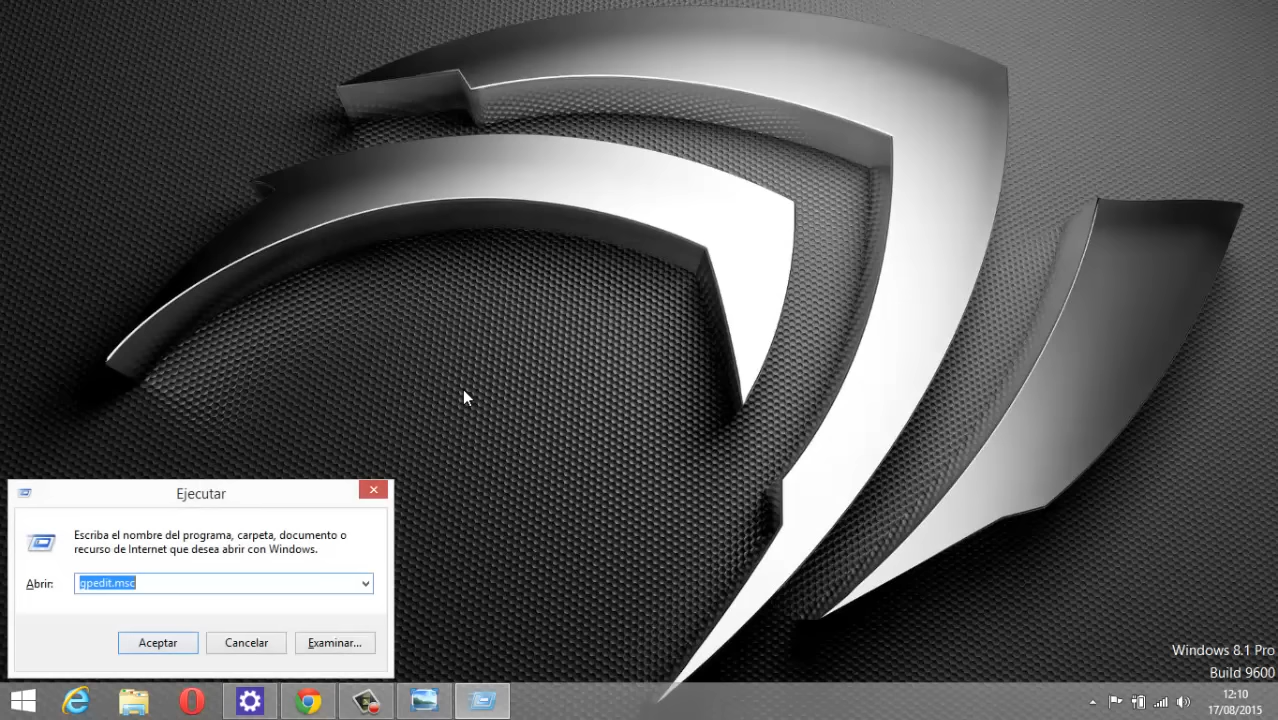 Ejecutar
Escriba el nombre del programa, carpeta, documento o
recurso de Internet que desea abrir con Windows.
Abrir:
gpedit.msc
Aceptar
Cancelar
Examinar...
Windows 8.1 Pro
Build 9600
12:10
17/08/2015